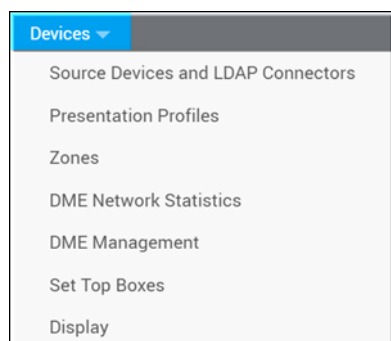 Devices
Source Devices and LDAP Connectors
Presentation Profiles
Zones
DME Network Statistics
DME Management
Set Top Boxes
Display